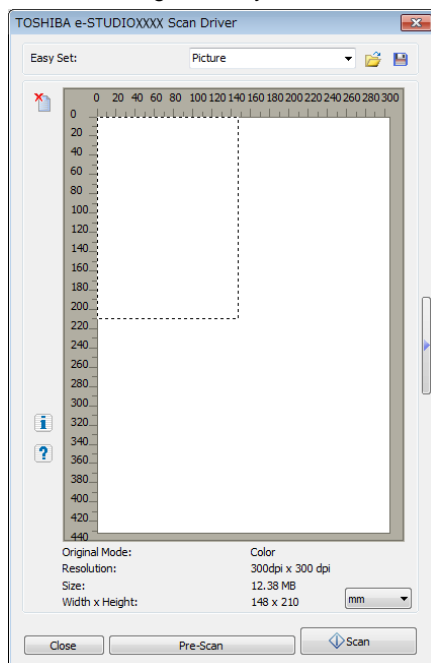 TOSHIBA e-STUDIOXXXX Scan Driver
Easy Set: Picture
0 20 40 60 80 100 120 140 160 180 200 220 240 260 280 300
0
20
40
60
80
100
120
140
160
180
200
220
240
260
280
300
320
340
360
380
400
420
440
Original Mode: Color
Resolution: 300dpi x 300 dpi
Size: 12.38 MB
Width x Height: 148 x 210 mm
Close Pre-Scan Scan